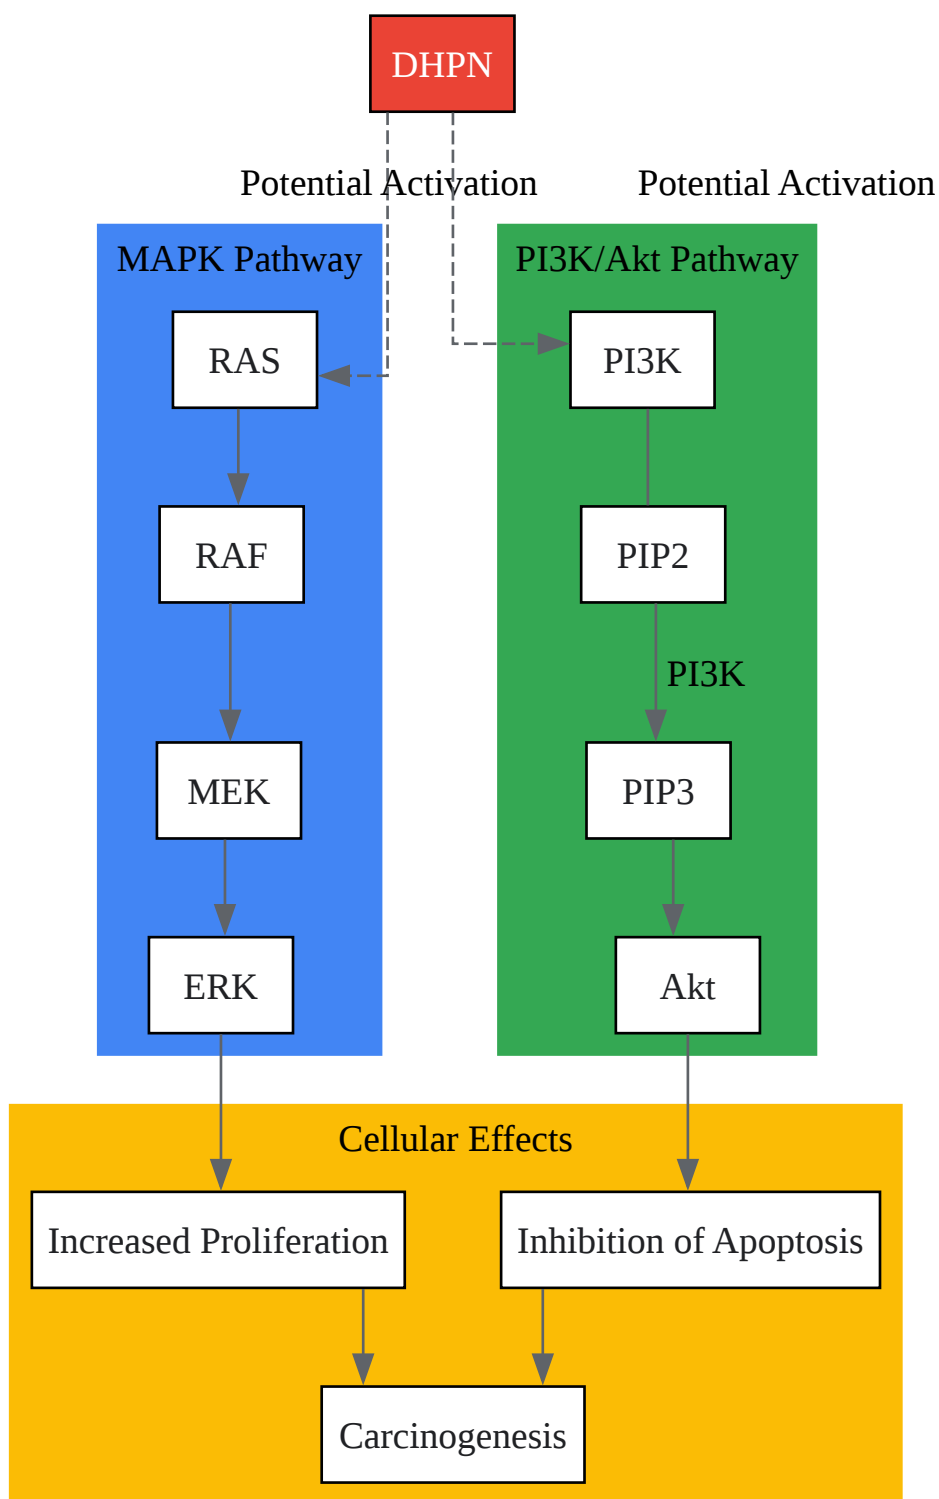 DHPN
Potential Activation
Potential Activation
MAPK Pathway
PI3K/Akt Pathway
RAS
PI3K
RAF
PIP2
PI3K
MEK
PIP3
ERK
Akt
Cellular Effects
Increased Proliferation
Inhibition of Apoptosis
Carcinogenesis